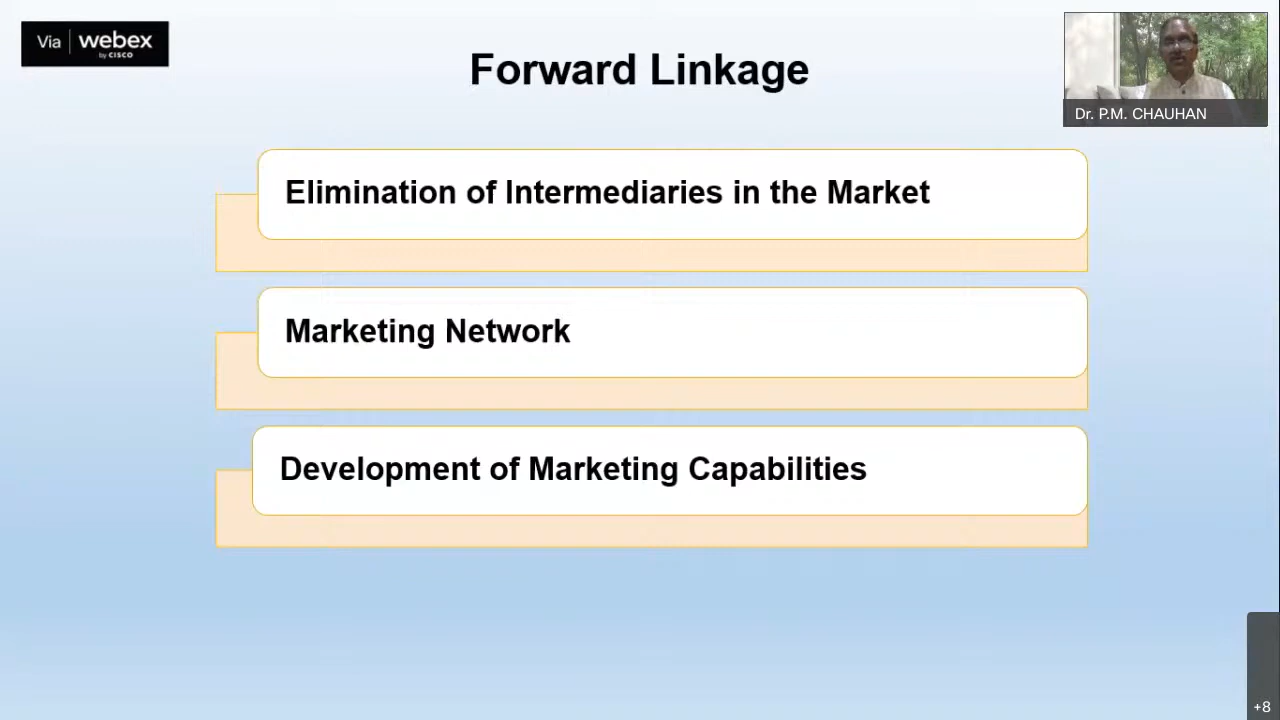 Via | webex
by CISCO
Forward Linkage
Dr. P.M. CHAUHAN
Elimination of Intermediaries in the Market
Marketing Network
Development of Marketing Capabilities
+8